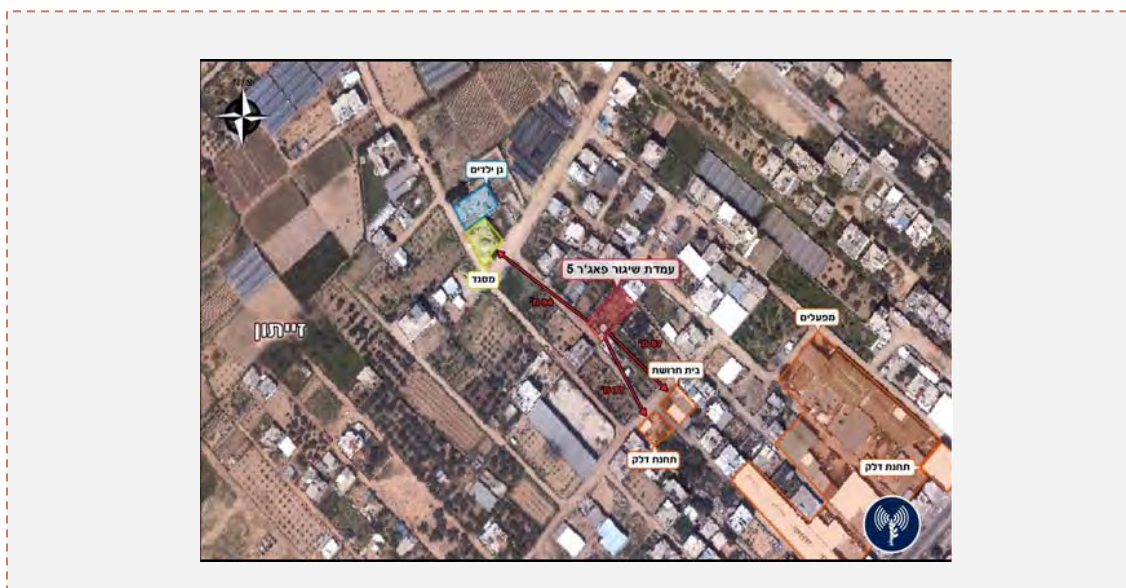 גן ילדים
עמדת שיגור פאג'ר 5
מסגד
מפעלים
זייתון
בית חרושת
תחנת דלק
תחנת דלק